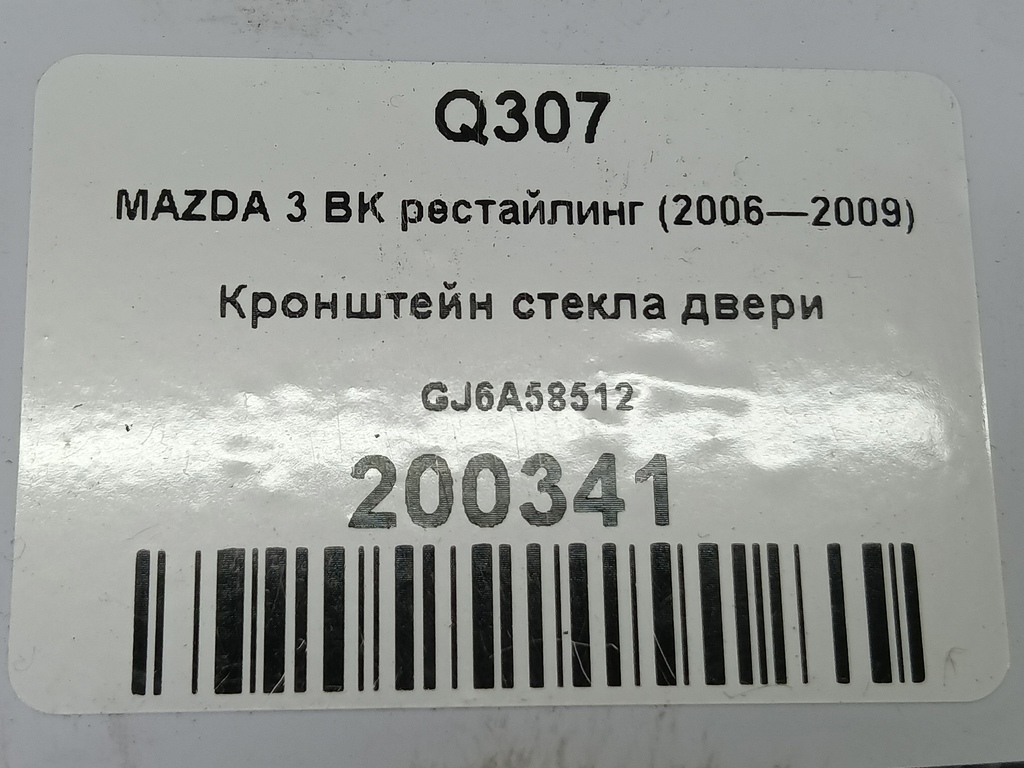 Q307
MAZDA 3 BK рестайлинг (2006—2009)
Кронштейн стекла двери
GJ6A58512
200341